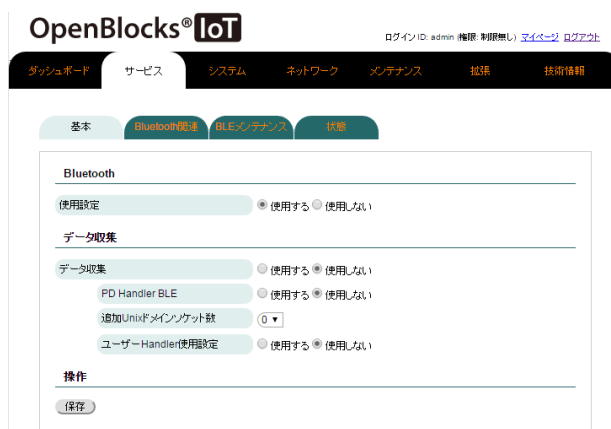 OpenBlocks® IoT
ログイン ID: admin (権限: 制限無し) マイページ ログアウト
ダッシュボード サービス システム ネットワーク メンテナンス 拡張 技術情報
基本 Bluetooth関連 BLEメンテナンス 状態
Bluetooth
使用設定 使用する 使用しない
データ収集
データ収集 使用する 使用しない
PD Handler BLE 使用する 使用しない
追加Unixドメインソケット数 0
ユーザーHandler使用設定 使用する 使用しない
操作
保存